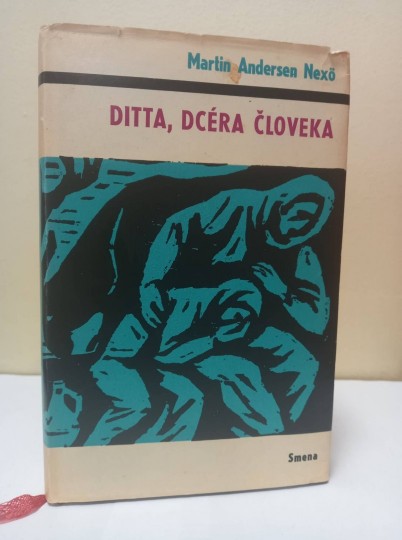 Martin Andersen Nexö
DITTA, DCÉRA ČLOVEKA
Smena